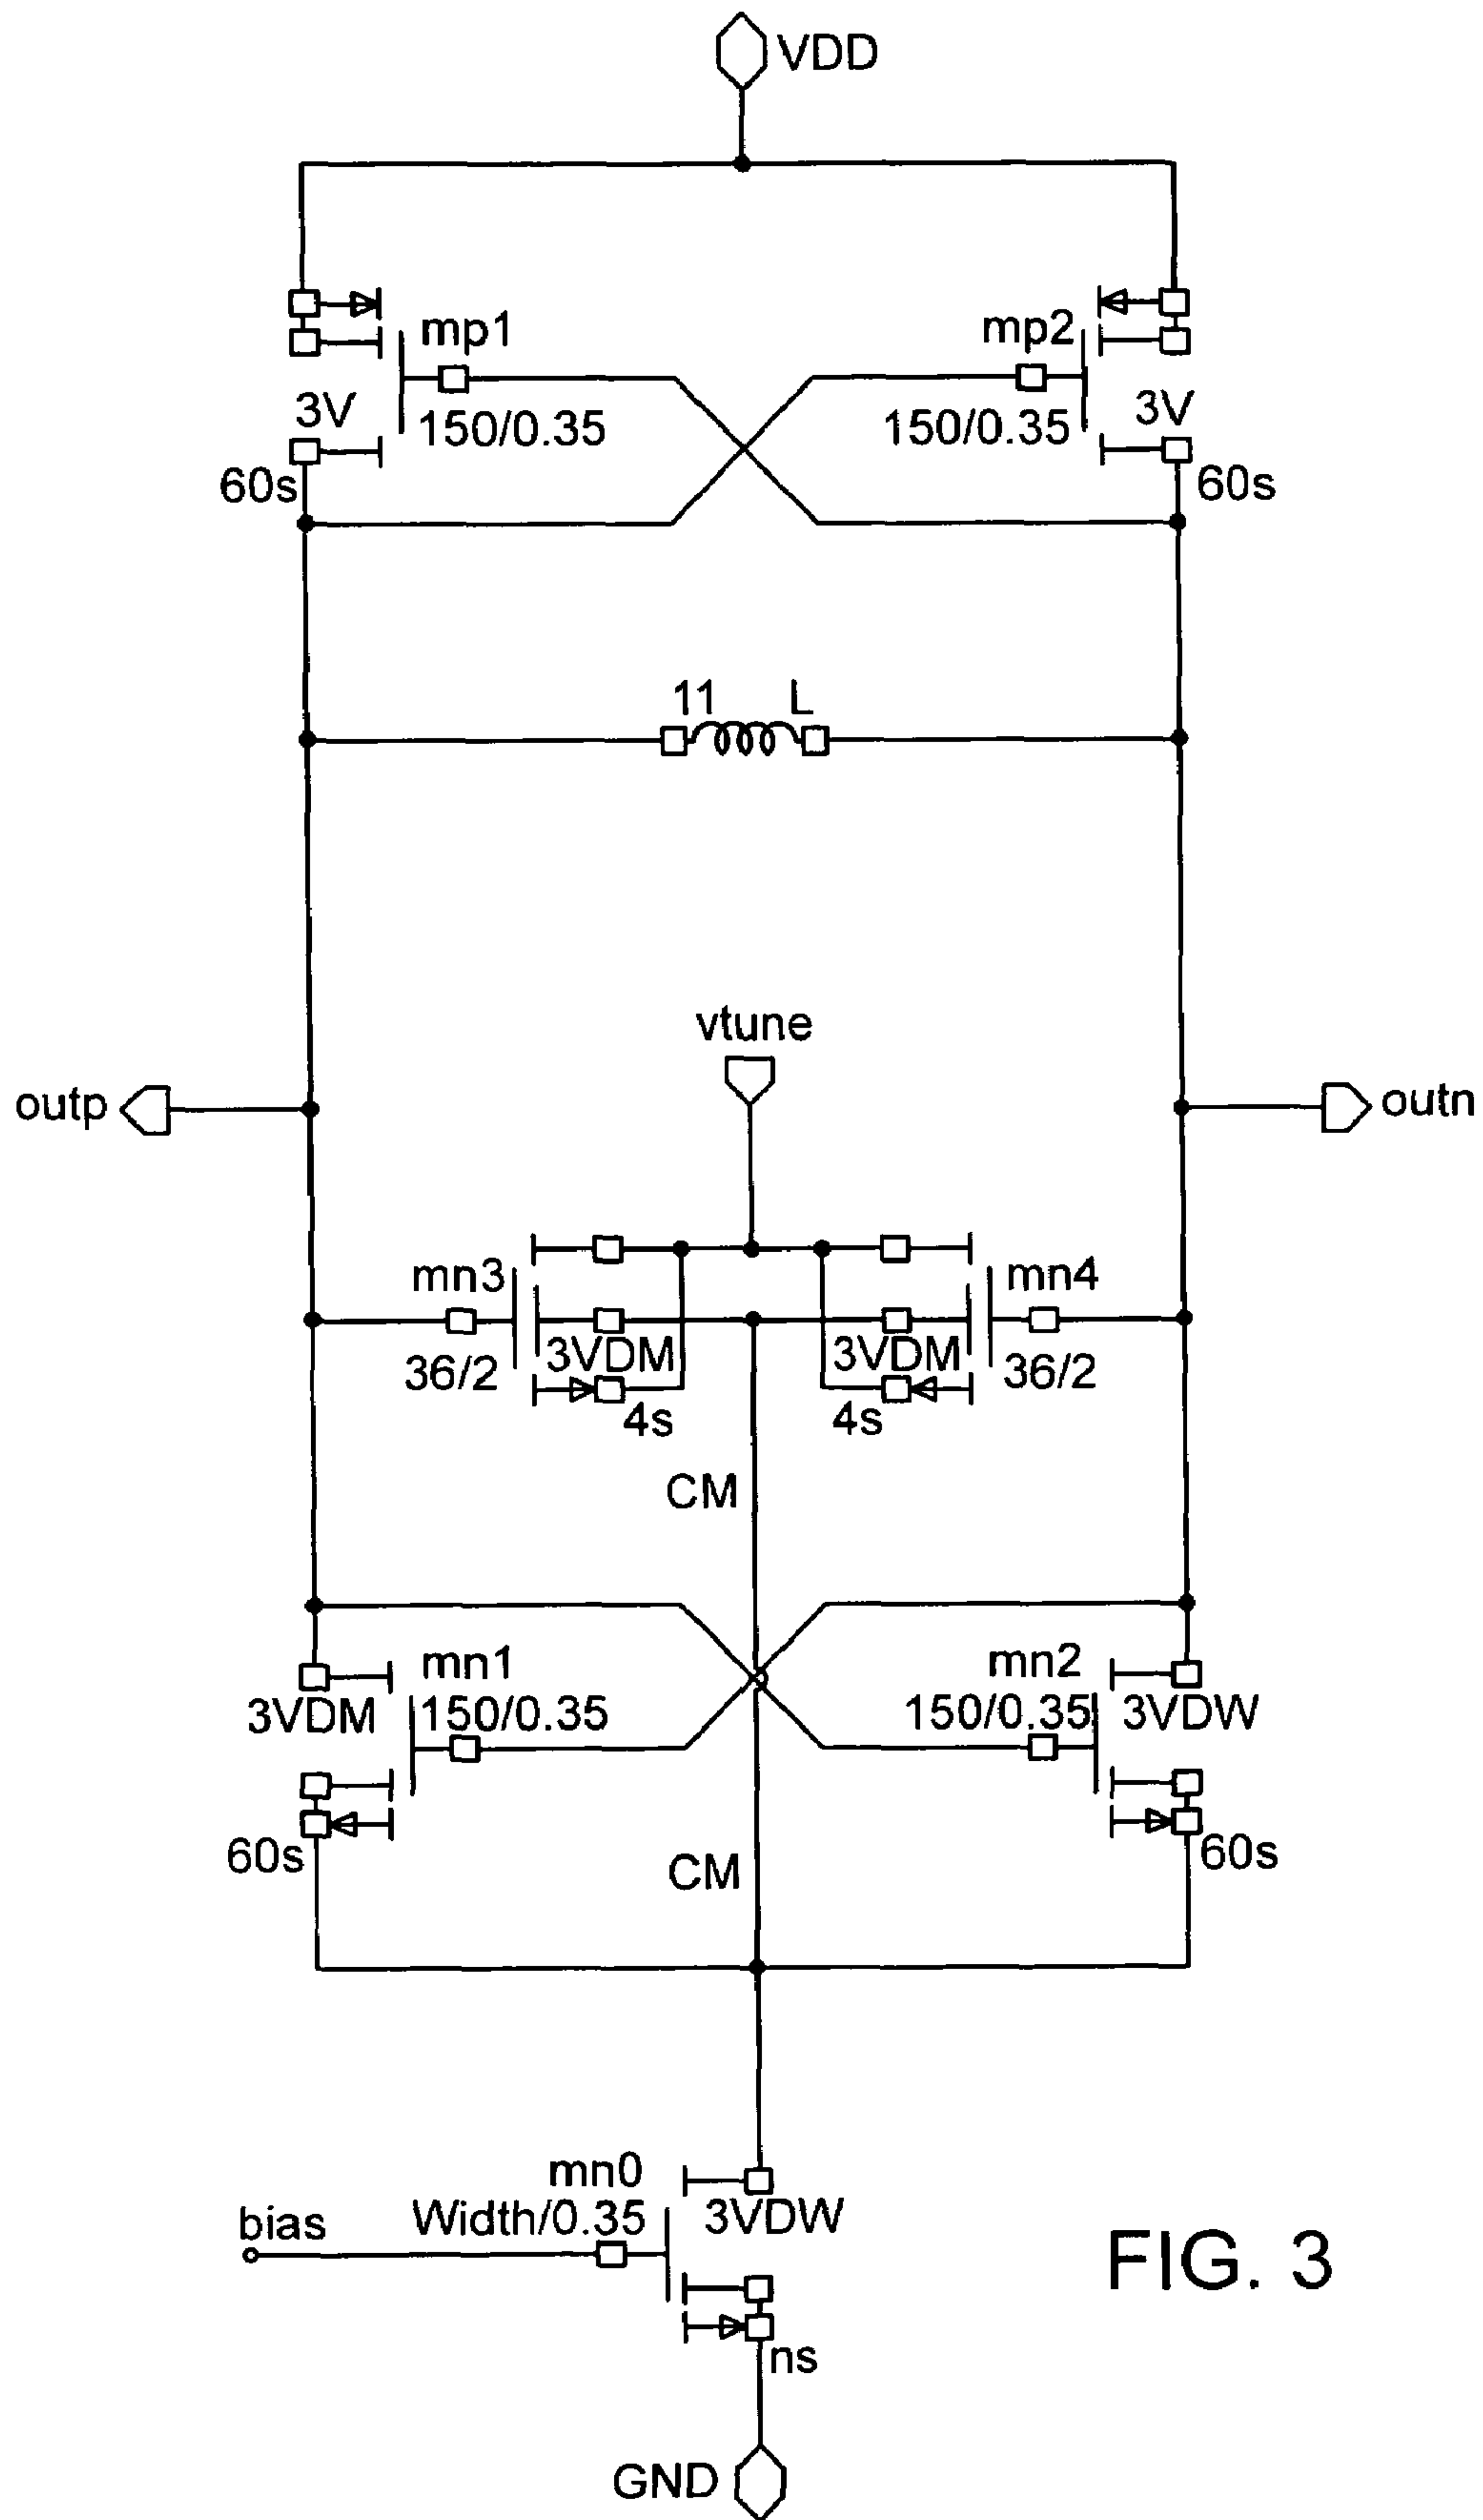 VDD
mp1
mp2
3V
150/0.35
150/0.35
3V
60s
60s
11
L
vtune
outp
outn
mn3
mn4
36/2
3VDM
3VDM
36/2
4s
4s
CM
mn1
mn2
3VDM
150/0.35
150/0.35
3VDW
60s
CM
60s
mn0
bias
Width/0.35
3VDW
FIG. 3
ns
GND